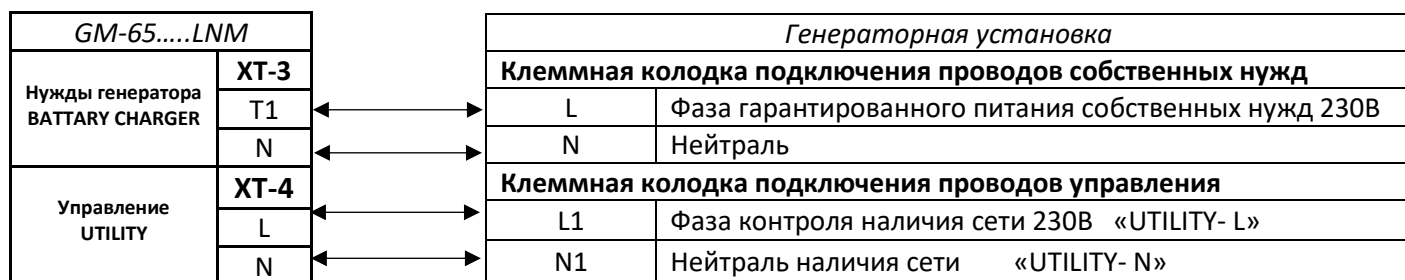 GM-65…..LNM Генераторная установка
XT-3 Клеммная колодка подключения проводов собственных нужд
Нужды генератора
BATTARY CHARGER
T1 L Фаза гарантированного питания собственных нужд 230В
N N Нейтраль
XT-4 Клеммная колодка подключения проводов управления
Управление
UTILITY
L L1 Фаза контроля наличия сети 230В «UTILITY- L»
N N1 Нейтраль наличия сети «UTILITY- N»